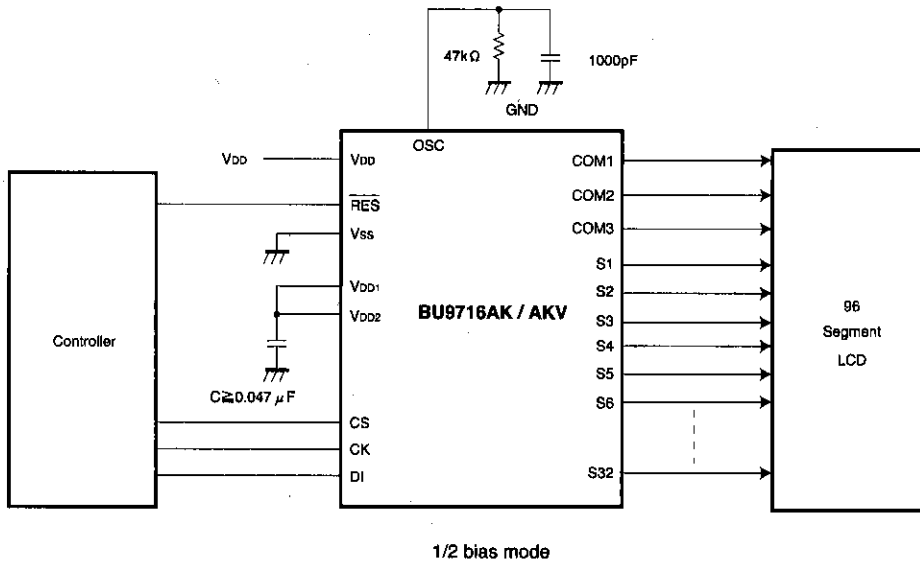 47kΩ
1000pF
GND
OSC
VDD
VDD
RES
VSS
VDD1
VDD2
C≧0.047 μF
CS
CK
DI
Controller
BU9716AK / AKV
COM1
COM2
COM3
S1
S2
S3
S4
S5
S6
S32
96
Segment
LCD
1/2 bias mode